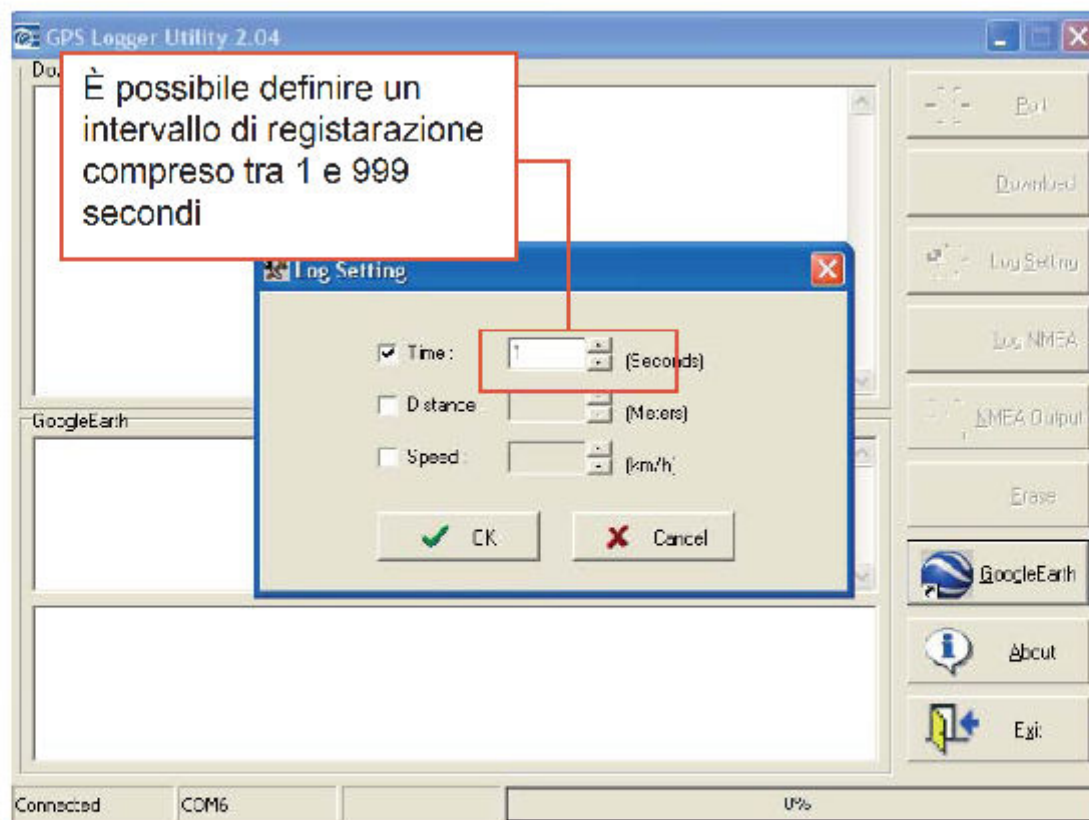 GPS Logger Utility 2.04
È possibile definire un
intervallo di registarazione
compreso tra 1 e 999
secondi
Log Setting
Time :
1
(Seconds)
Distance
(Meters)
Speed :
(km/h)
OK
Cancel
GoogleEarth
Port
Download
Log Setting
Log NMEA
NMEA Output
Erase
GoogleEarth
About
Exit
Connected
COM6
0%